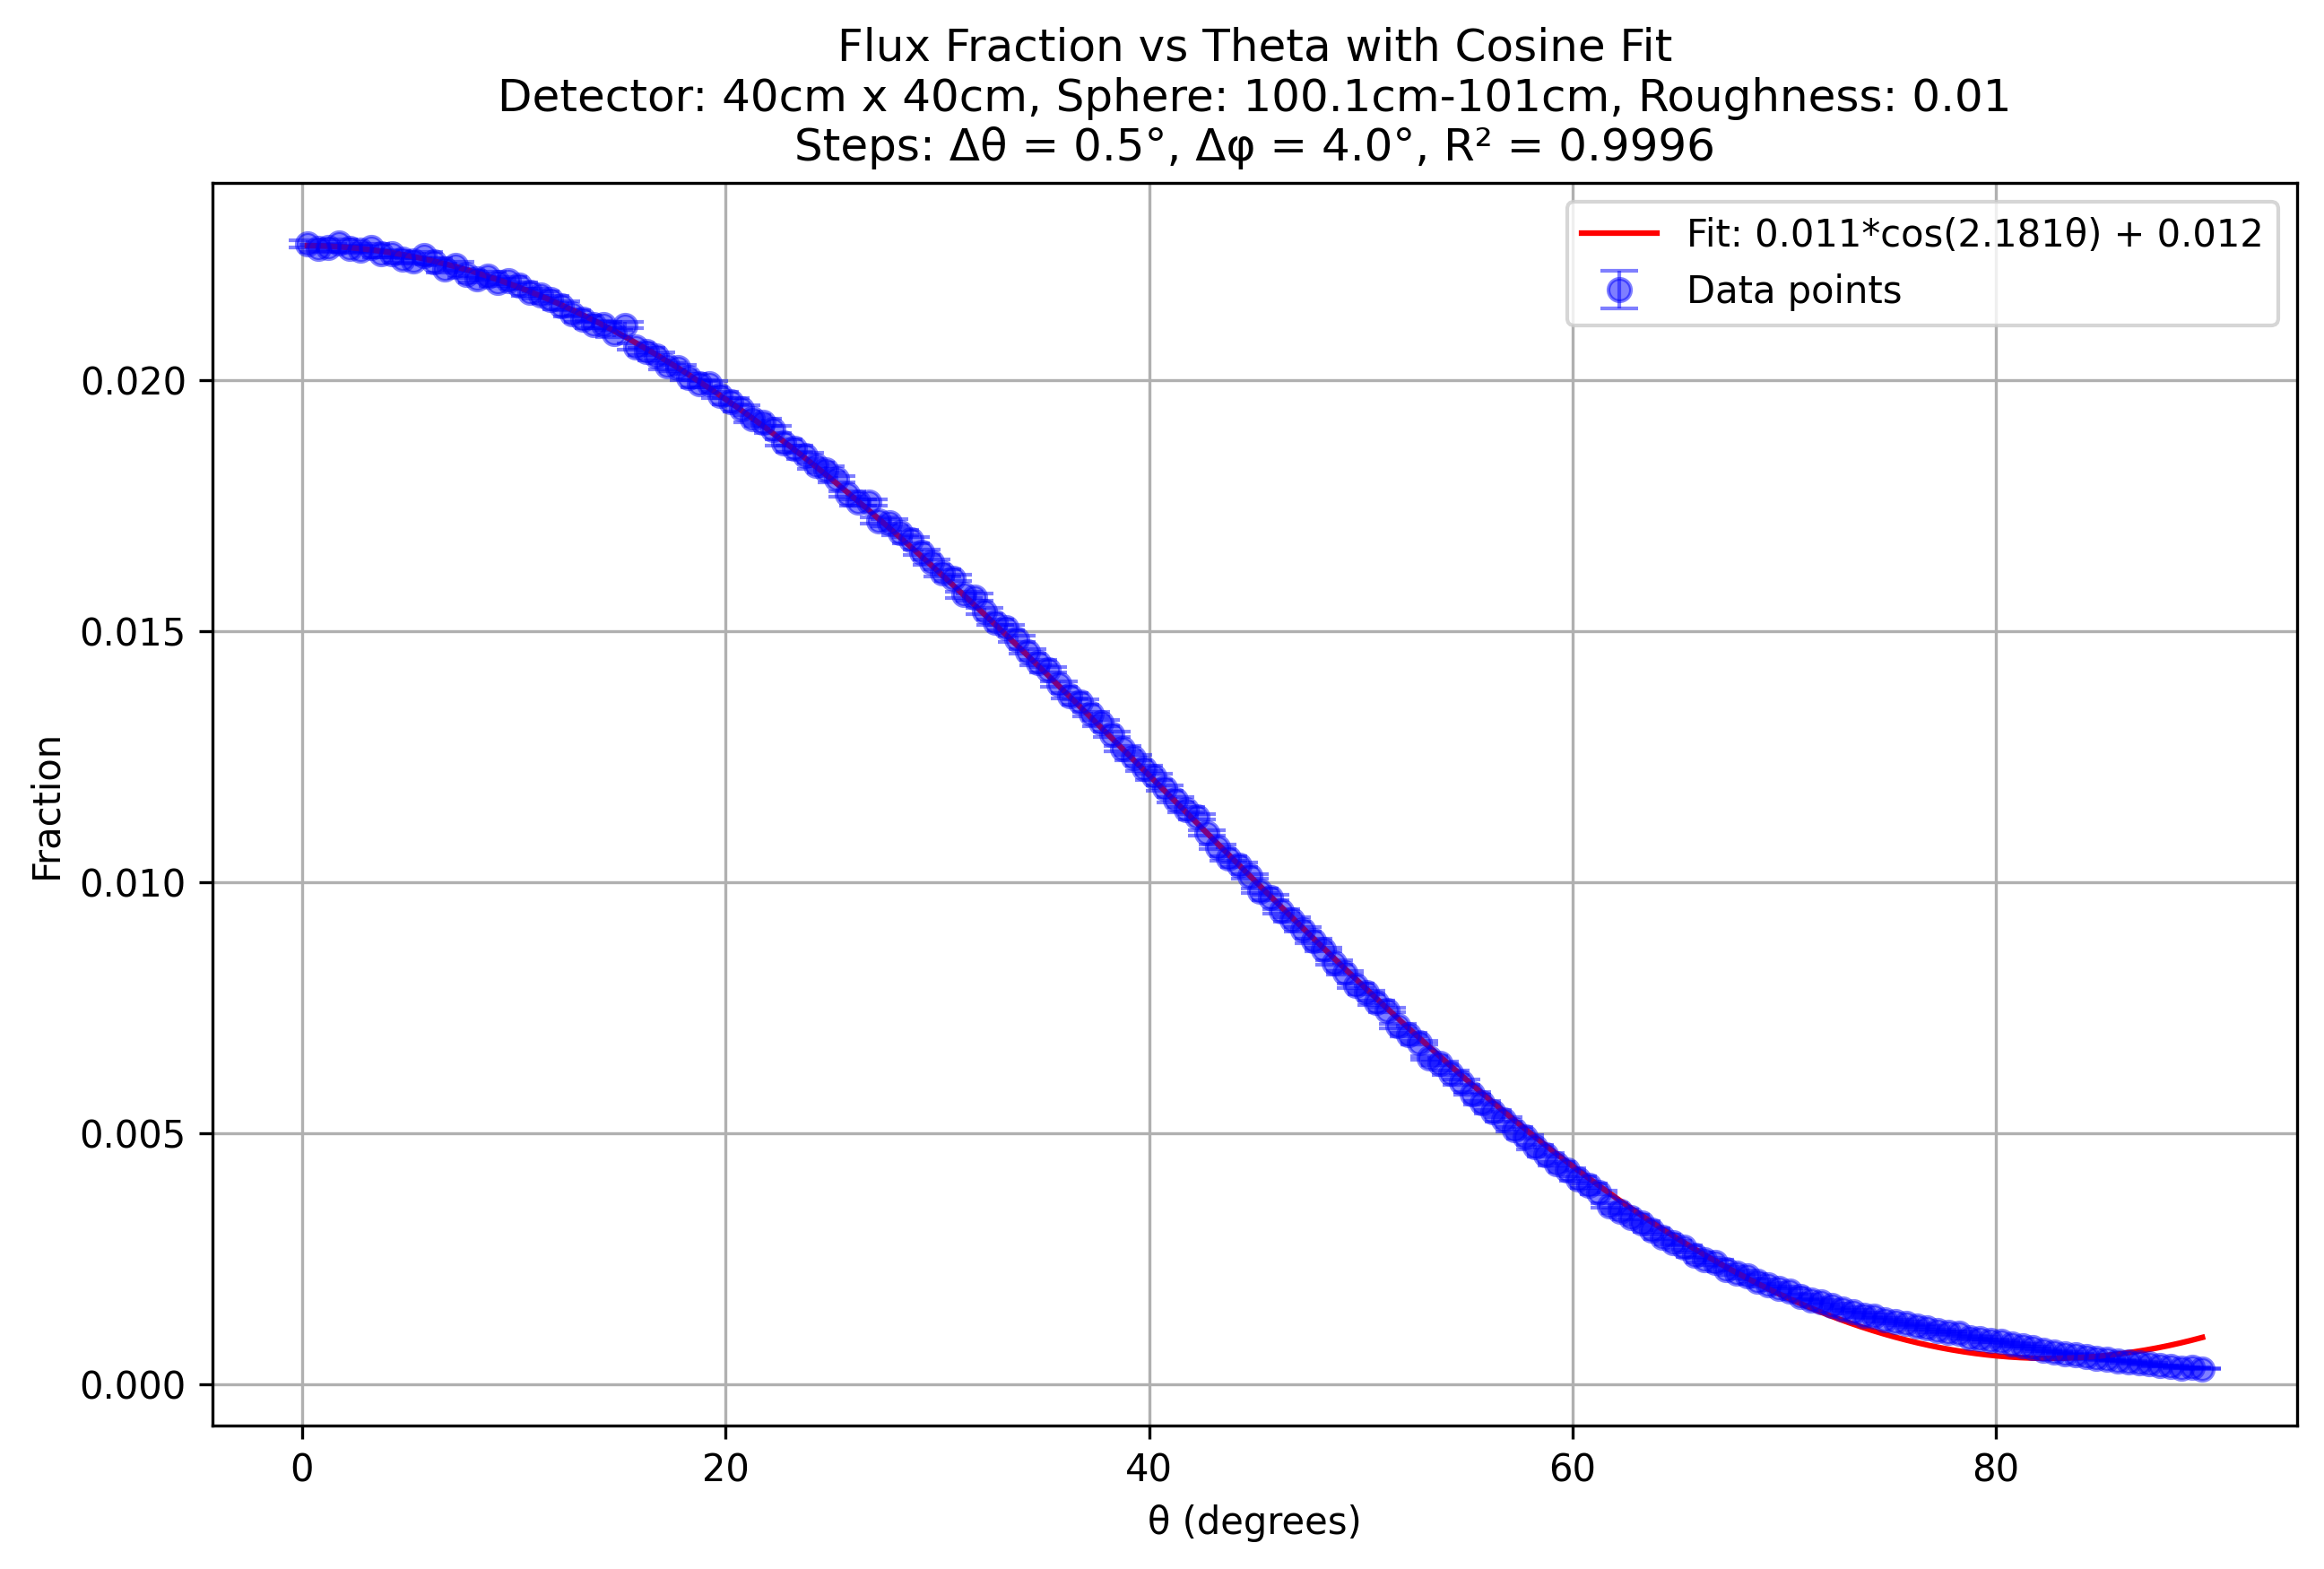 Flux Fraction vs Theta with Cosine Fit
Detector: 40cm x 40cm, Sphere: 100.1cm-101cm, Roughness: 0.01
Steps: Δθ = 0.5°, Δφ = 4.0°, R² = 0.9996
Fit: 0.011*cos(2.181θ) + 0.012
Data points
0.020
0.015
0.010
0.005
0.000
Fraction
0 20 40 60 80
θ (degrees)